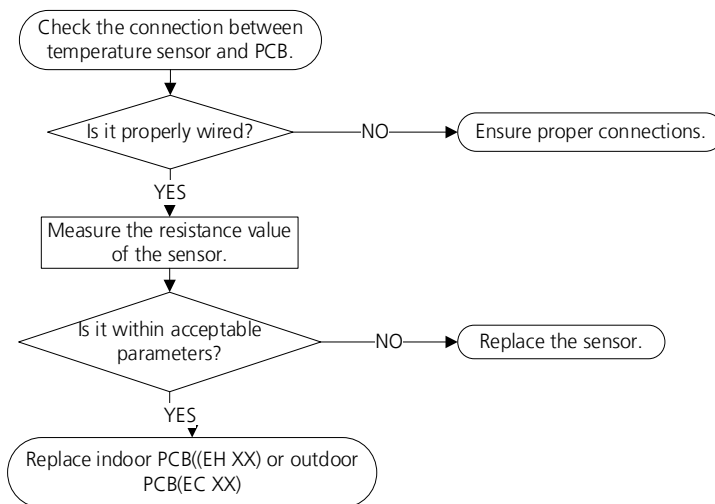 Check the connection between
temperature sensor and PCB.
Is it properly wired?
NO
Ensure proper connections.
YES
Measure the resistance value
of the sensor.
Is it within acceptable
parameters?
NO
Replace the sensor.
YES
Replace indoor PCB((EH XX) or outdoor
PCB(EC XX)